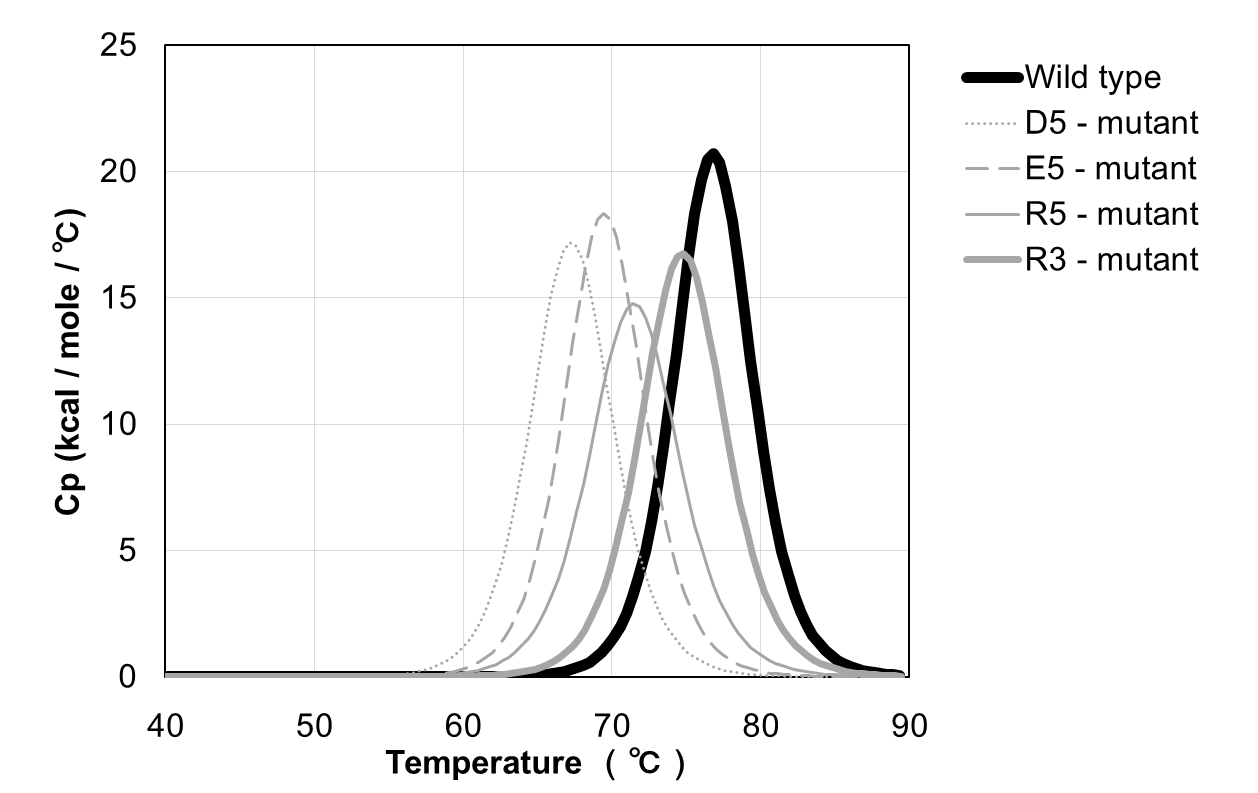 25
20
15
10
5
0
40 50 60 70 80 90
Cp (kcal / mole / ℃)
Temperature ( ℃ )
Wild type
D5 - mutant
E5 - mutant
R5 - mutant
R3 - mutant